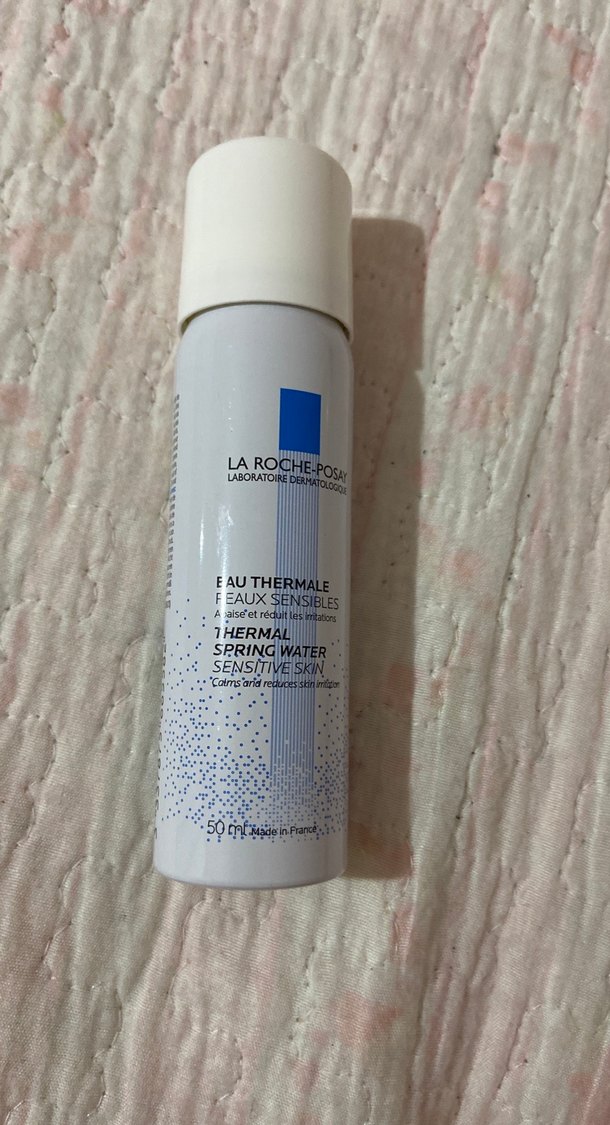 LA ROCHE-POSAY
LABORATOIRE DERMATOLOGIQUE
EAU THERMALE
PEAUX SENSIBLES
Apaise et réduit les irritations
THERMAL
SPRING WATER
SENSITIVE SKIN
Calms and reduces skin irritation
50 ml Made in France